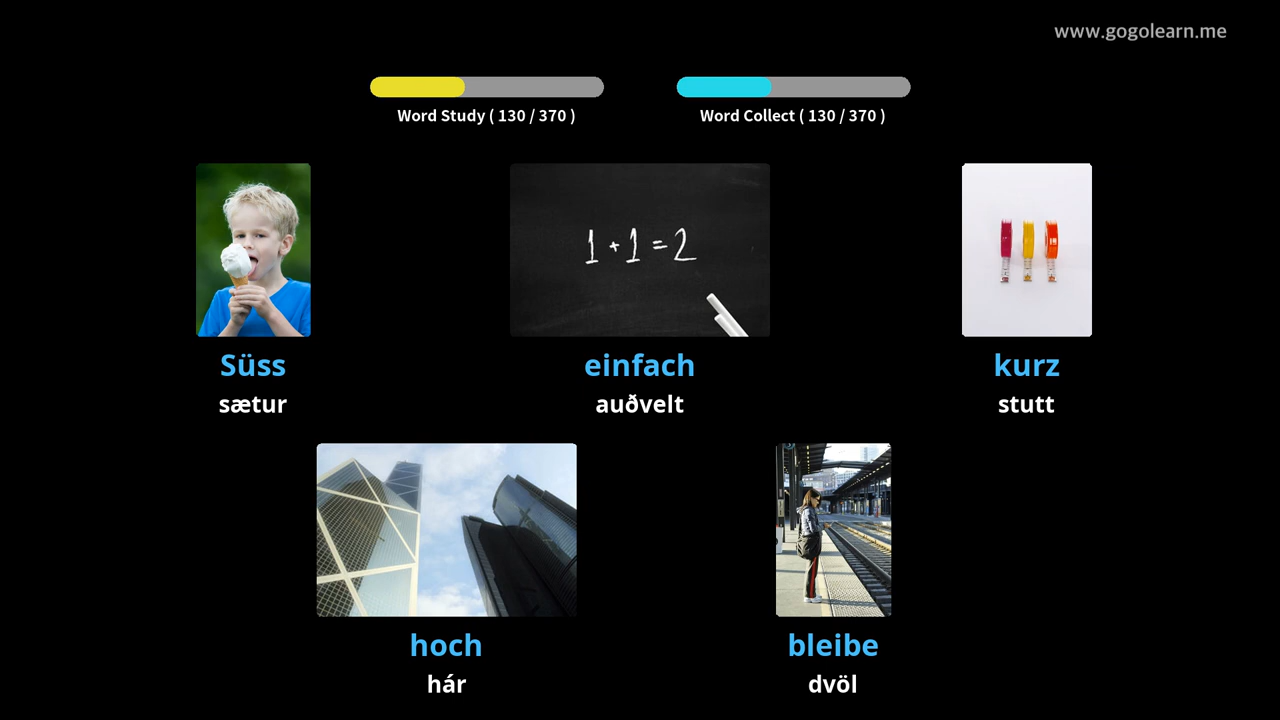 www.gogolearn.me
Word Study ( 130 / 370 )
Word Collect ( 130 / 370 )
1+1=2
Süss
sætur
einfach
auðvelt
kurz
stutt
hoch
hár
bleibe
dvöl